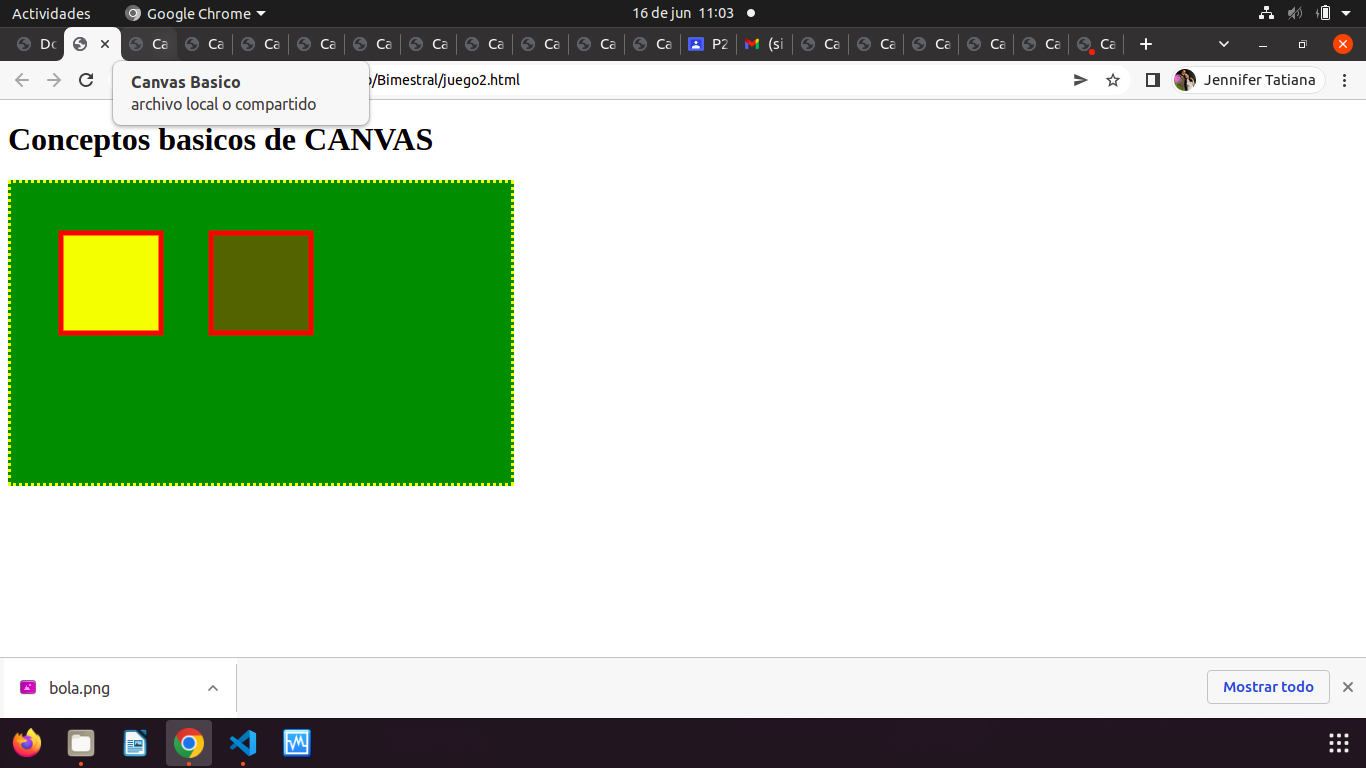 Actividades Google Chrome 16 de jun 11:03
Do Ca Ca Ca Ca Ca Ca Ca Ca Ca Ca P2 (si Ca Ca Ca Ca Ca Ca
/Bimestral/juego2.html Jennifer Tatiana
Canvas Basico
archivo local o compartido
Conceptos basicos de CANVAS
bola.png Mostrar todo